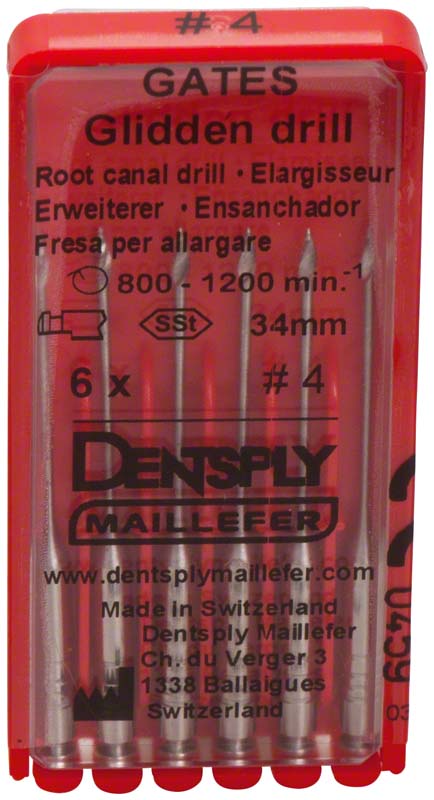 # 4
GATES
Glidden drill
Root canal drill · Elargisseur
Erweiterer · Ensanchador
Fresa per allargare
800 - 1200 min.-1
SSt 34mm
6 x # 4
DENTSPLY
MAILLEFER
www.dentsplymaillefer.com
Made in Switzerland
Dentsply Maillefer
Ch. du Verger 3
1338 Ballaigues
Switzerland
0459
03